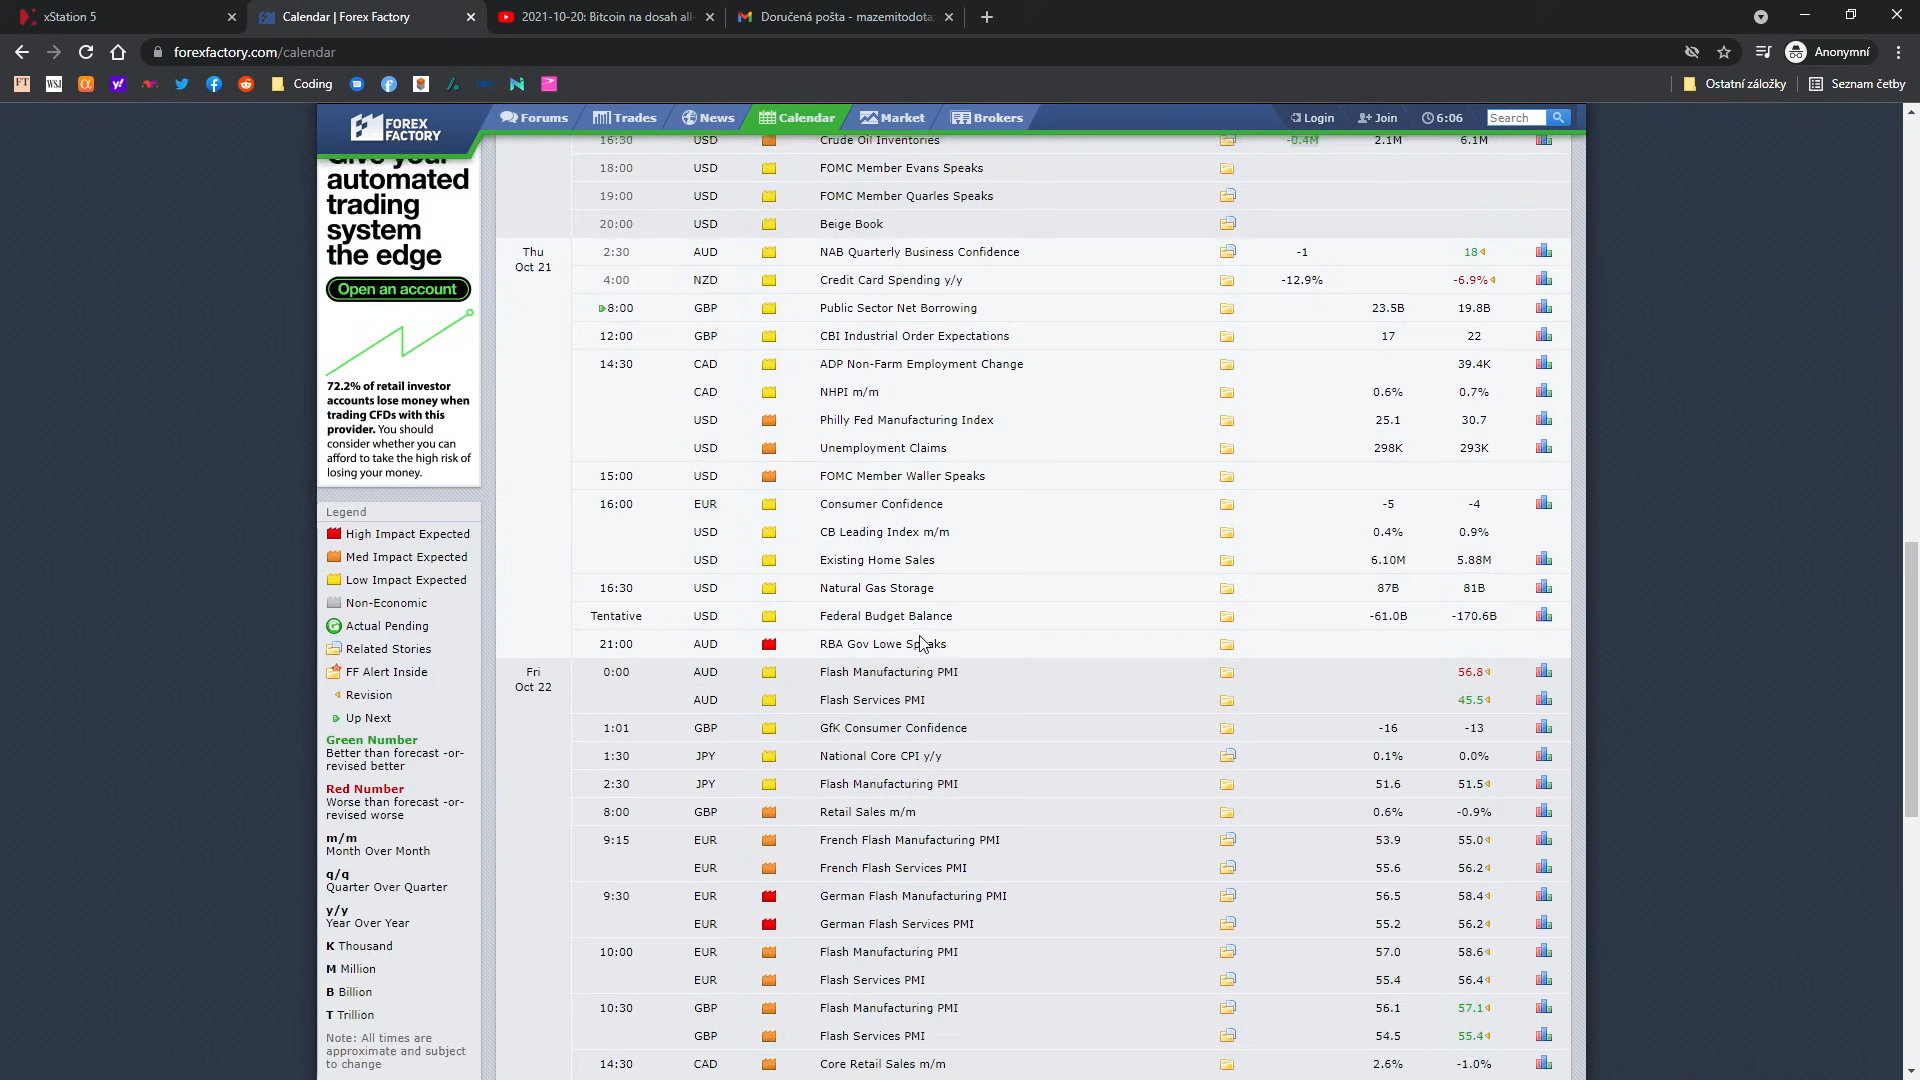 xStation 5
Calendar | Forex Factory
2021-10-20: Bitcoin na dosah all-
Doručená pošta - mazemitodota
forexfactory.com/calendar
Anonymní
FT
WSJ
Coding
Ostatní záložky
Seznam četby
FOREX FACTORY
Forums Trades News Calendar Market Brokers
Login Join 6:06 Search
Give your
automated
trading
system
the edge
Open an account
72.2% of retail investor
accounts lose money when
trading CFDs with this
provider. You should
consider whether you can
afford to take the high risk of
losing your money.
Legend
High Impact Expected
Med Impact Expected
Low Impact Expected
Non-Economic
Actual Pending
Related Stories
FF Alert Inside
Revision
Up Next
Green Number
Better than forecast -or-
revised better
Red Number
Worse than forecast -or-
revised worse
m/m
Month Over Month
q/q
Quarter Over Quarter
y/y
Year Over Year
K Thousand
M Million
B Billion
T Trillion
Note: All times are
approximate and subject
to change
16:30 USD Crude Oil Inventories -0.4M 2.1M 6.1M
18:00 USD FOMC Member Evans Speaks
19:00 USD FOMC Member Quarles Speaks
20:00 USD Beige Book
Thu
Oct 21
2:30 AUD NAB Quarterly Business Confidence -1 18
4:00 NZD Credit Card Spending y/y -12.9% -6.9%
8:00 GBP Public Sector Net Borrowing 23.5B 19.8B
12:00 GBP CBI Industrial Order Expectations 17 22
14:30 CAD ADP Non-Farm Employment Change 39.4K
CAD NHPI m/m 0.6% 0.7%
USD Philly Fed Manufacturing Index 25.1 30.7
USD Unemployment Claims 298K 293K
15:00 USD FOMC Member Waller Speaks
16:00 EUR Consumer Confidence -5 -4
USD CB Leading Index m/m 0.4% 0.9%
USD Existing Home Sales 6.10M 5.88M
16:30 USD Natural Gas Storage 87B 81B
Tentative USD Federal Budget Balance -61.0B -170.6B
21:00 AUD RBA Gov Lowe Speaks
Fri
Oct 22
0:00 AUD Flash Manufacturing PMI 56.8
AUD Flash Services PMI 45.5
1:01 GBP GfK Consumer Confidence -16 -13
1:30 JPY National Core CPI y/y 0.1% 0.0%
2:30 JPY Flash Manufacturing PMI 51.6 51.5
8:00 GBP Retail Sales m/m 0.6% -0.9%
9:15 EUR French Flash Manufacturing PMI 53.9 55.0
EUR French Flash Services PMI 55.6 56.2
9:30 EUR German Flash Manufacturing PMI 56.5 58.4
EUR German Flash Services PMI 55.2 56.2
10:00 EUR Flash Manufacturing PMI 57.0 58.6
EUR Flash Services PMI 55.4 56.4
10:30 GBP Flash Manufacturing PMI 56.1 57.1
GBP Flash Services PMI 54.5 55.4
14:30 CAD Core Retail Sales m/m 2.6% -1.0%